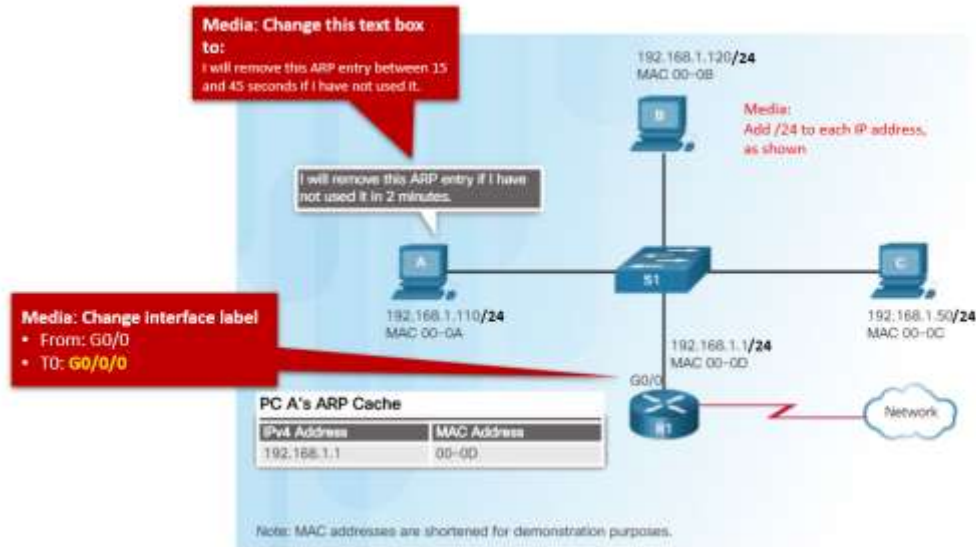 Media: Change this text box
to:
I will remove this ARP entry between 15
and 45 seconds if I have not used it.
192.168.1.120/24
MAC 00-0B
B
Media:
Add /24 to each IP address,
as shown
I will remove this ARP entry if I have
not used it in 2 minutes.
A
S1
C
192.168.1.110/24
MAC 00-0A
192.168.1.50/24
MAC 00-0C
Media: Change interface label
• From: G0/0
• T0: G0/0/0
192.168.1.1/24
MAC 00-0D
G0/0
R1
Network
PC A's ARP Cache
IPv4 Address MAC Address
192.168.1.1 00-0D
Note: MAC addresses are shortened for demonstration purposes.